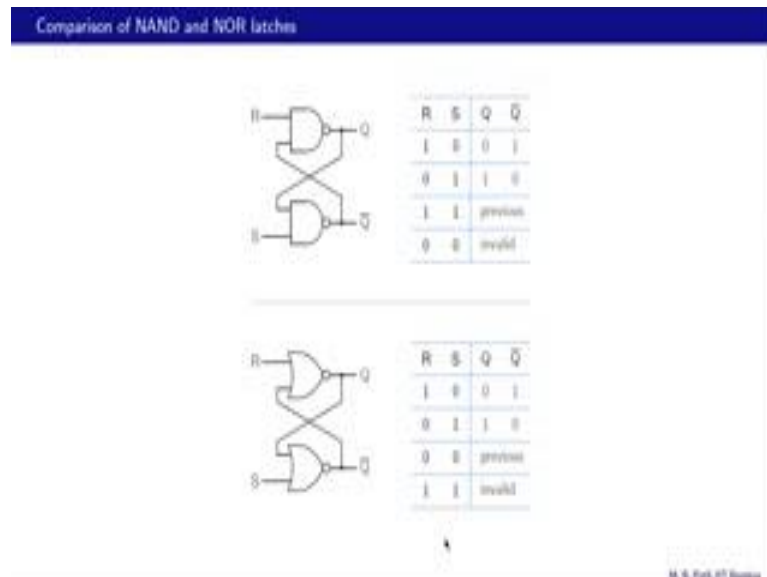 Comparison of NAND and NOR latches
R
Q
S
Q̅
R S Q Q̅
1 0 0 1
0 1 1 0
1 1 previous
0 0 invalid
R
Q
S
Q̅
R S Q Q̅
1 0 0 1
0 1 1 0
0 0 previous
1 1 invalid